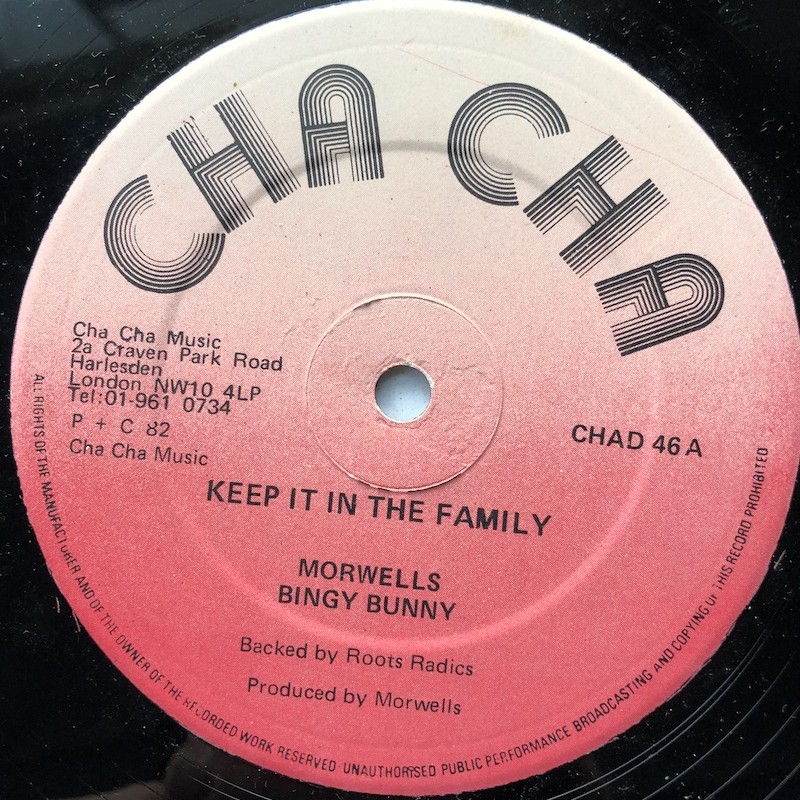 CHA CHA
Cha Cha Music
2a Craven Park Road
Harlesden
London NW10 4LP
Tel:01-961 0734
P + C 82
Cha Cha Music
CHAD 46 A
KEEP IT IN THE FAMILY
MORWELLS
BINGY BUNNY
Backed by Roots Radics
Produced by Morwells
ALL RIGHTS OF THE MANUFACTURER AND OF THE OWNER OF THE RECORDED WORK RESERVED UNAUTHORISED PUBLIC PERFORMANCE BROADCASTING AND COPYING OF THIS RECORD PROHIBITED